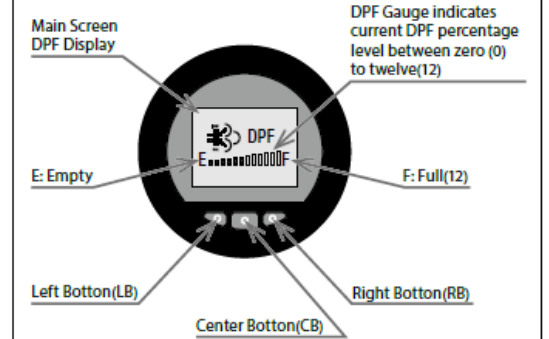 Main Screen
DPF Display
DPF Gauge indicates
current DPF percentage
level between zero (0)
to twelve(12)
DPF
E F
E: Empty
F: Full(12)
Left Botton(LB)
Right Botton(RB)
Center Botton(CB)